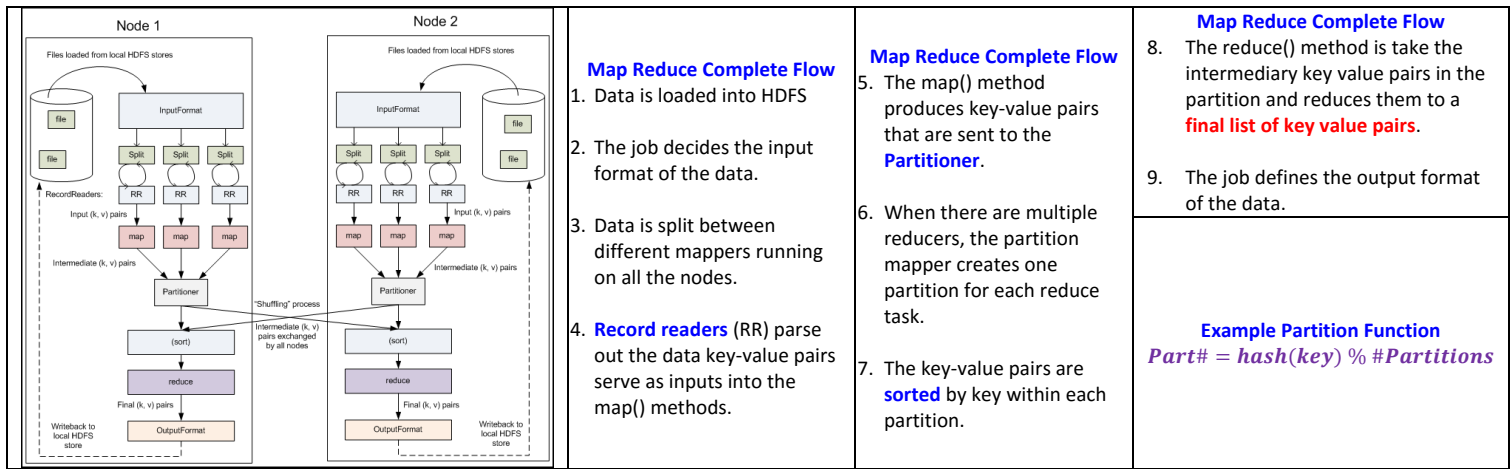 Node 1
Files loaded from local HDFS stores
InputFormat
file
file
Split
Split
Split
RecordReaders:
RR
RR
RR
Input (k, v) pairs
map
map
map
Intermediate (k, v) pairs
Partitioner
"Shuffling" process
Intermediate (k, v)
pairs exchanged
by all nodes
(sort)
reduce
Final (k, v) pairs
Writeback to
local HDFS
store
OutputFormat
Node 2
Files loaded from local HDFS stores
InputFormat
file
file
Split
Split
Split
RR
RR
RR
Input (k, v) pairs
map
map
map
Intermediate (k, v) pairs
Partitioner
(sort)
reduce
Final (k, v) pairs
Writeback to
local HDFS
store
OutputFormat
Map Reduce Complete Flow
1. Data is loaded into HDFS
2. The job decides the input
format of the data.
3. Data is split between
different mappers running
on all the nodes.
4. Record readers (RR) parse
out the data key-value pairs
serve as inputs into the
map() methods.
Map Reduce Complete Flow
5. The map() method
produces key-value pairs
that are sent to the
Partitioner.
6. When there are multiple
reducers, the partition
mapper creates one
partition for each reduce
task.
7. The key-value pairs are
sorted by key within each
partition.
Map Reduce Complete Flow
8. The reduce() method is take the
intermediary key value pairs in the
partition and reduces them to a
final list of key value pairs.
9. The job defines the output format
of the data.
Example Partition Function
Part# = hash(key) % #Partitions